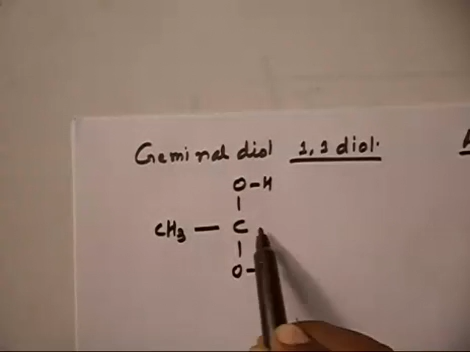 Geminal diol 1,1 diol.
O-H
|
CH3 — C
|
O-